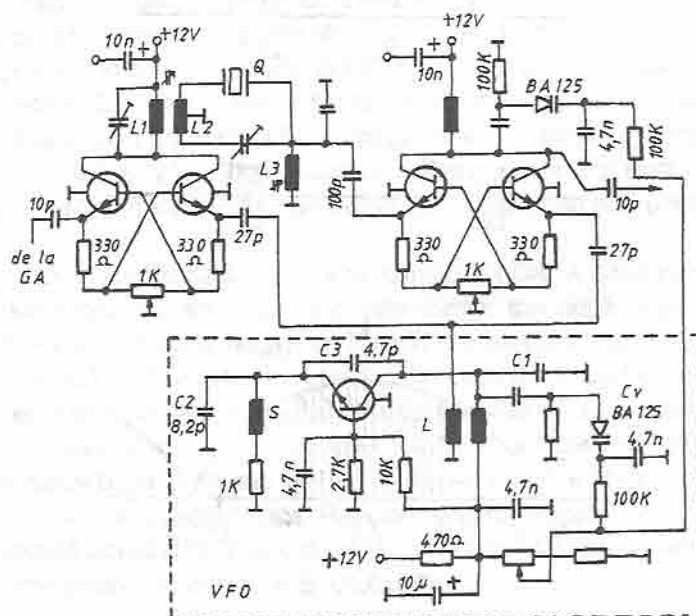 +12V
10n +
Q
L1
L2
L3
10p
de la
GA
330
Ω
330
Ω
1K
27p
100p
+12V
10n +
100K
BA 125
4,7n
100K
10p
330
Ω
330
Ω
1K
27p
C3 4,7p
C2
8,2p
S
1K
4,7n
2,7K
10K
L
C1
Cv
BA 125
4,7n
100K
4,7n
+12V
470Ω
10µ +
VFO